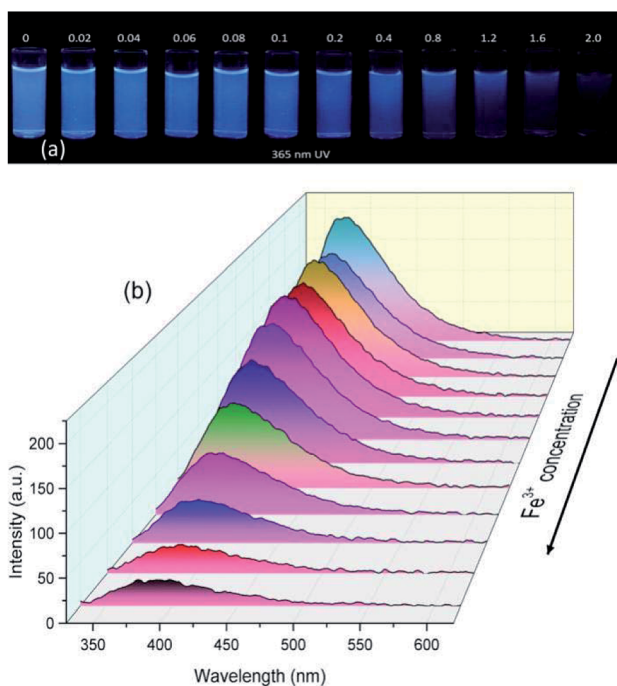 0 0.02 0.04 0.06 0.08 0.1 0.2 0.4 0.8 1.2 1.6 2.0
(a)
365 nm UV
(b)
Fe³⁺ concentration
200
150
100
50
0
Intensity (a.u.)
350 400 450 500 550 600
Wavelength (nm)